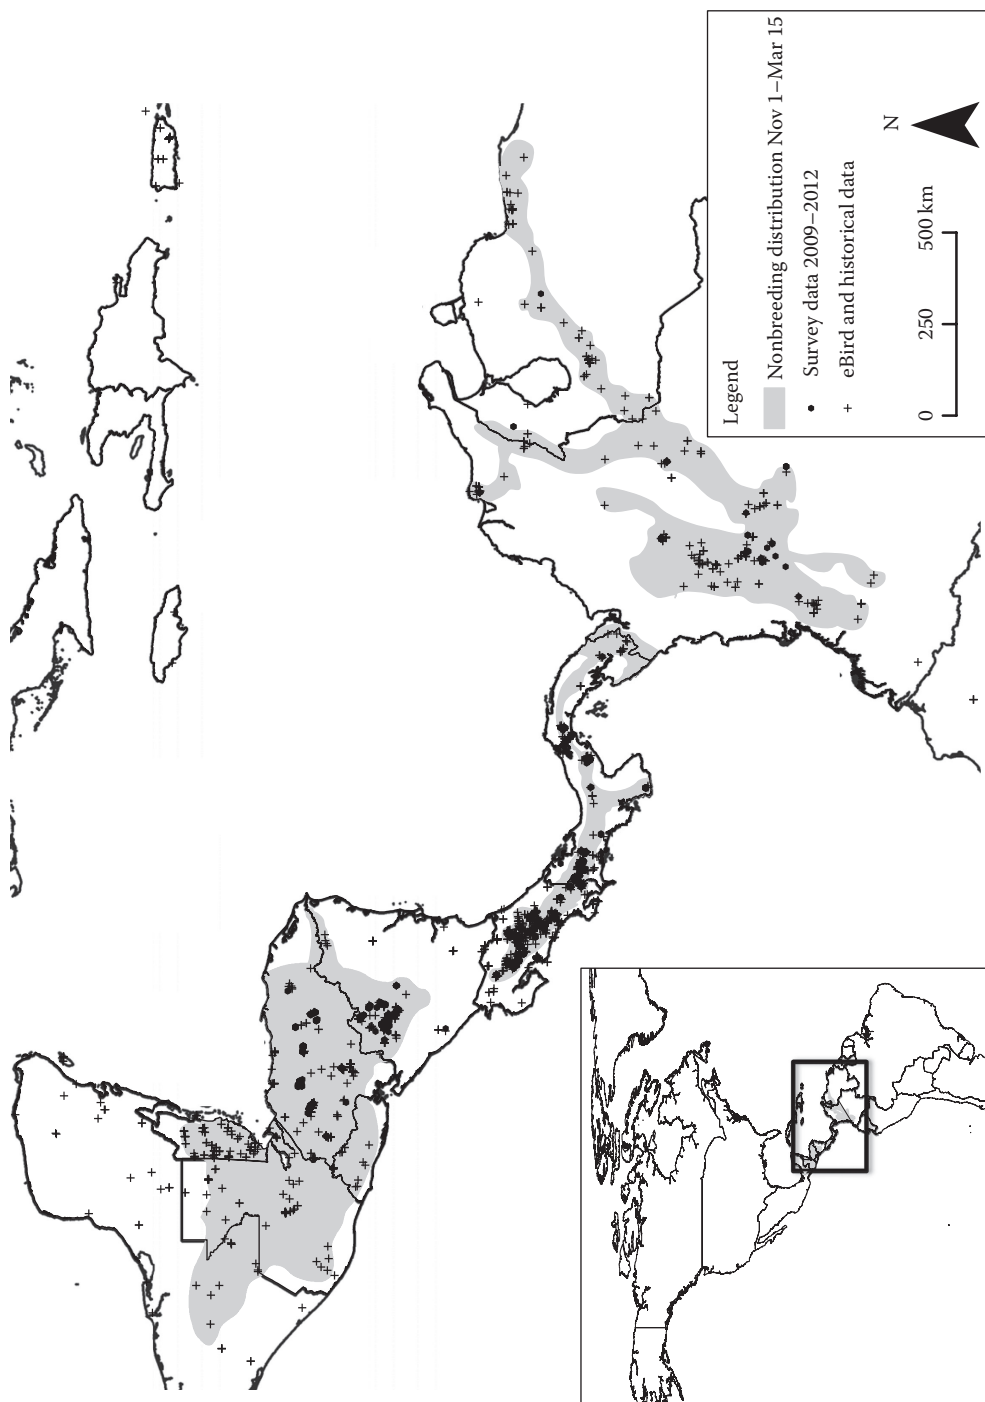 Legend
Nonbreeding distribution Nov 1–Mar 15
Survey data 2009–2012
eBird and historical data
0 250 500 km
N